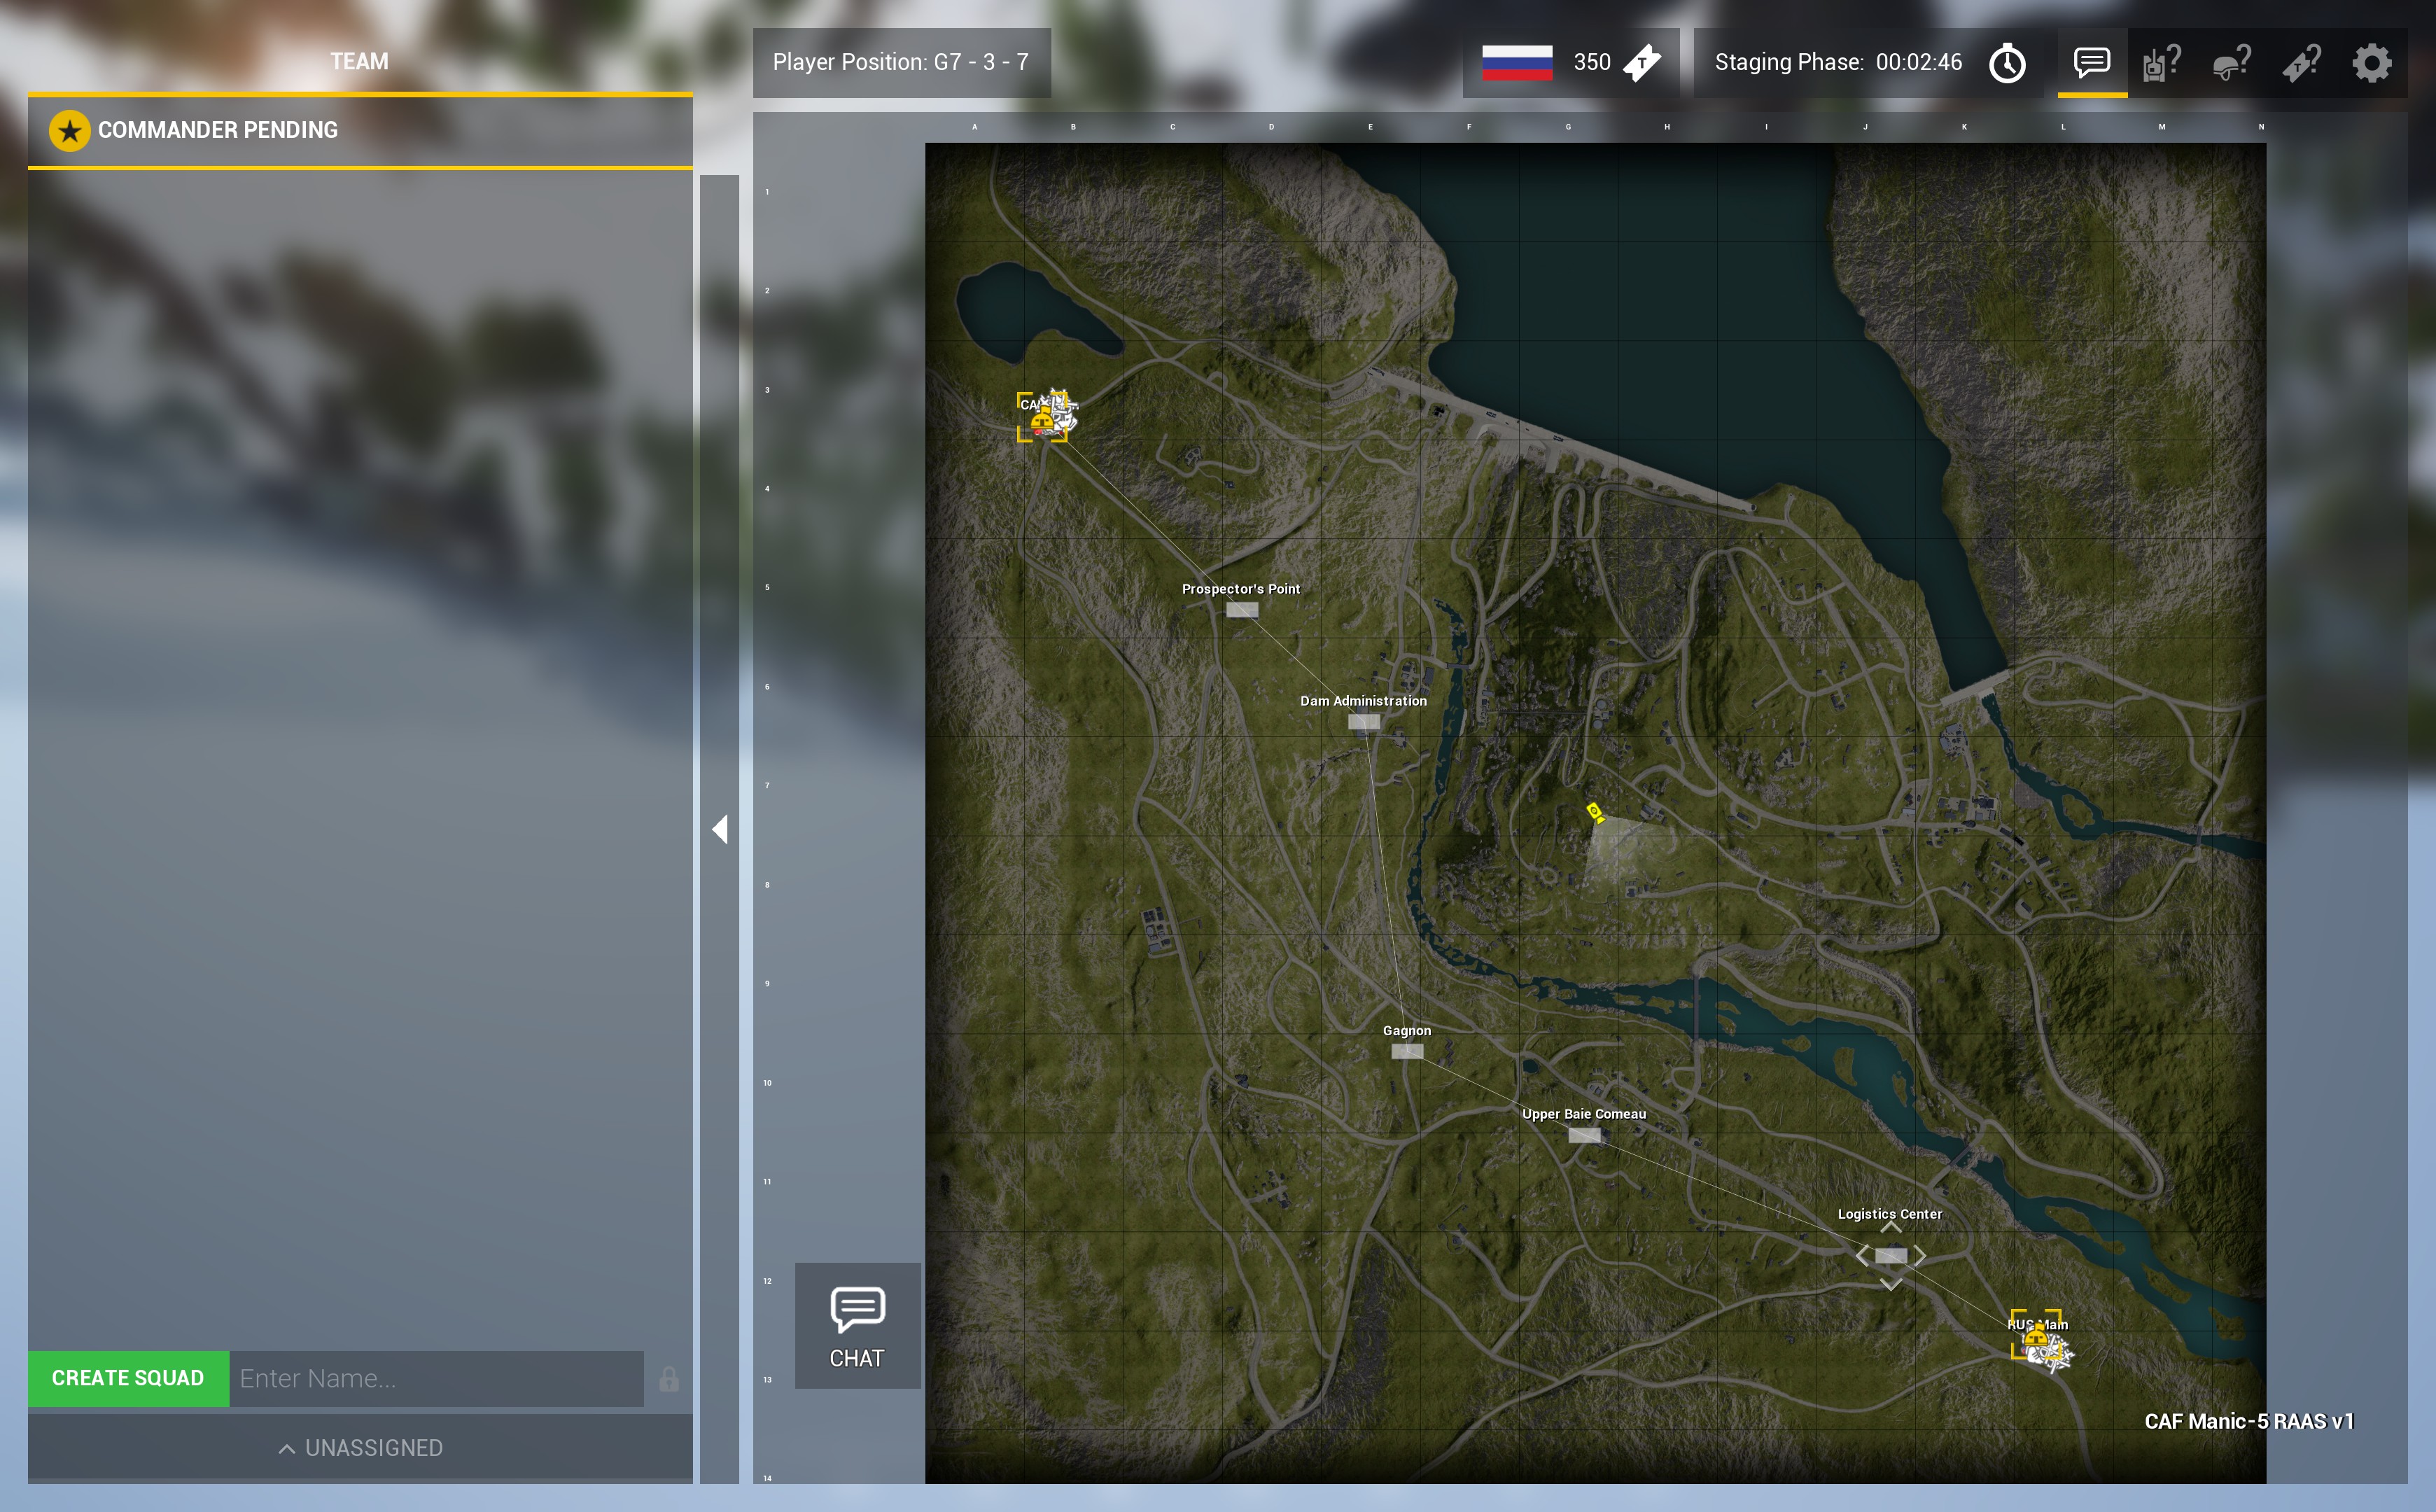 TEAM
COMMANDER PENDING
CREATE SQUAD
Enter Name...
UNASSIGNED
Player Position: G7 - 3 - 7
350
Staging Phase: 00:02:46
A B C D E F G H I J K L M N
1
2
3
4
5
6
7
8
9
10
11
12
13
14
Prospector's Point
Dam Administration
Gagnon
Upper Baie Comeau
Logistics Center
RUS Main
CHAT
CAF Manic-5 RAAS v1